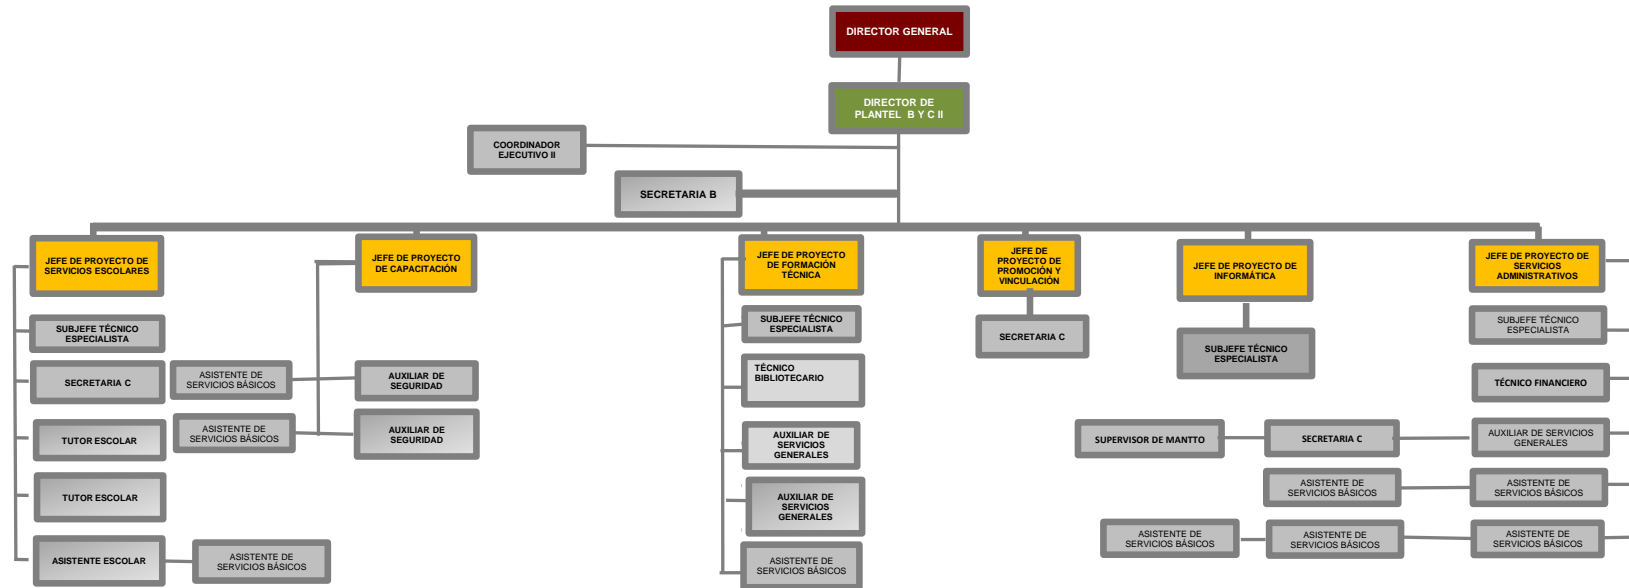 DIRECTOR GENERAL
DIRECTOR DE
PLANTEL B Y C II
COORDINADOR
EJECUTIVO II
SECRETARIA B
JEFE DE PROYECTO DE
SERVICIOS ESCOLARES
JEFE DE PROYECTO
DE CAPACITACIÓN
JEFE DE PROYECTO
DE FORMACIÓN
TÉCNICA
JEFE DE
PROYECTO DE
PROMOCIÓN Y
VINCULACIÓN
JEFE DE PROYECTO DE
INFORMÁTICA
JEFE DE PROYECTO DE
SERVICIOS
ADMINISTRATIVOS
SUBJEFE TÉCNICO
ESPECIALISTA
SUBJEFE TÉCNICO
ESPECIALISTA
SECRETARIA C
SUBJEFE TÉCNICO
ESPECIALISTA
SUBJEFE TÉCNICO
ESPECIALISTA
SECRETARIA C
ASISTENTE DE
SERVICIOS BÁSICOS
AUXILIAR DE
SEGURIDAD
TÉCNICO
BIBLIOTECARIO
TÉCNICO FINANCIERO
TUTOR ESCOLAR
ASISTENTE DE
SERVICIOS BÁSICOS
AUXILIAR DE
SEGURIDAD
AUXILIAR DE
SERVICIOS
GENERALES
SUPERVISOR DE MANTTO
SECRETARIA C
AUXILIAR DE SERVICIOS
GENERALES
TUTOR ESCOLAR
AUXILIAR DE
SERVICIOS
GENERALES
ASISTENTE DE
SERVICIOS BÁSICOS
ASISTENTE DE
SERVICIOS BÁSICOS
ASISTENTE ESCOLAR
ASISTENTE DE
SERVICIOS BÁSICOS
ASISTENTE DE
SERVICIOS BÁSICOS
ASISTENTE DE
SERVICIOS BÁSICOS
ASISTENTE DE
SERVICIOS BÁSICOS
ASISTENTE DE
SERVICIOS BÁSICOS